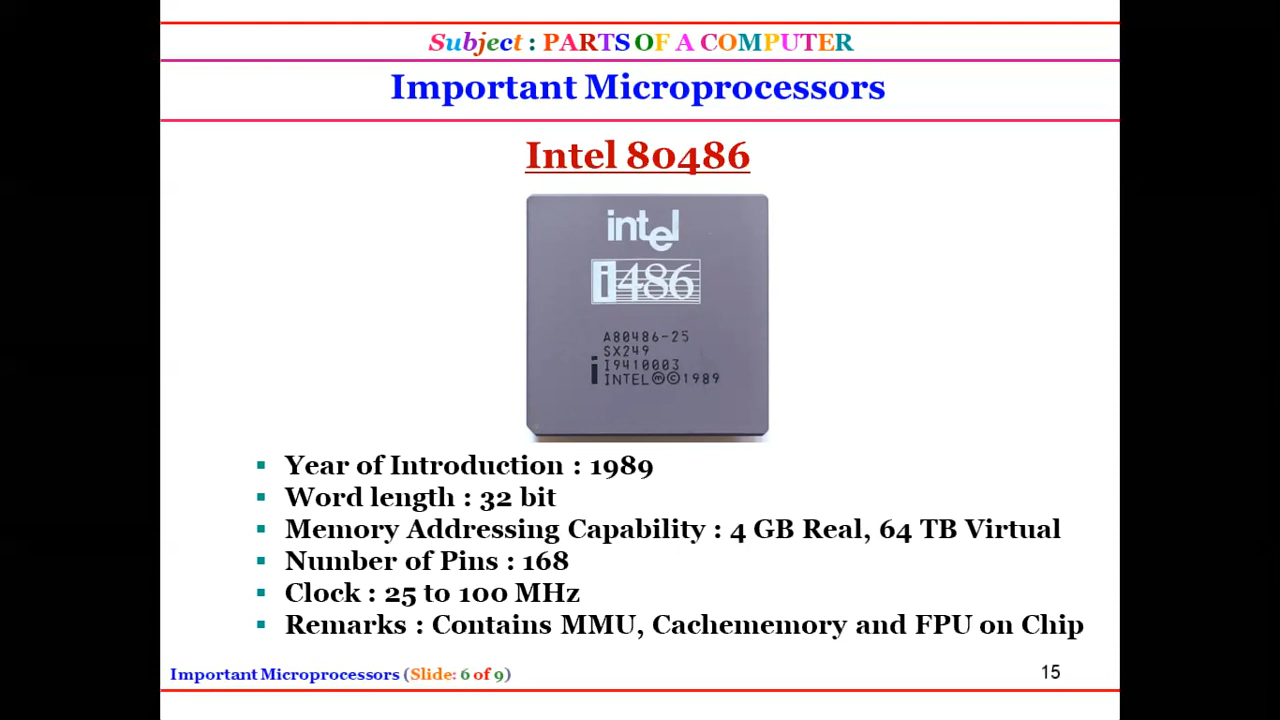 Subject : PARTS OF A COMPUTER
Important Microprocessors
Intel 80486
intel
i486
A80486-25
SX249
I9410003
i INTEL Ⓜ©1989
▪ Year of Introduction : 1989
▪ Word length : 32 bit
▪ Memory Addressing Capability : 4 GB Real, 64 TB Virtual
▪ Number of Pins : 168
▪ Clock : 25 to 100 MHz
▪ Remarks : Contains MMU, Cachememory and FPU on Chip
Important Microprocessors (Slide: 6 of 9)
15